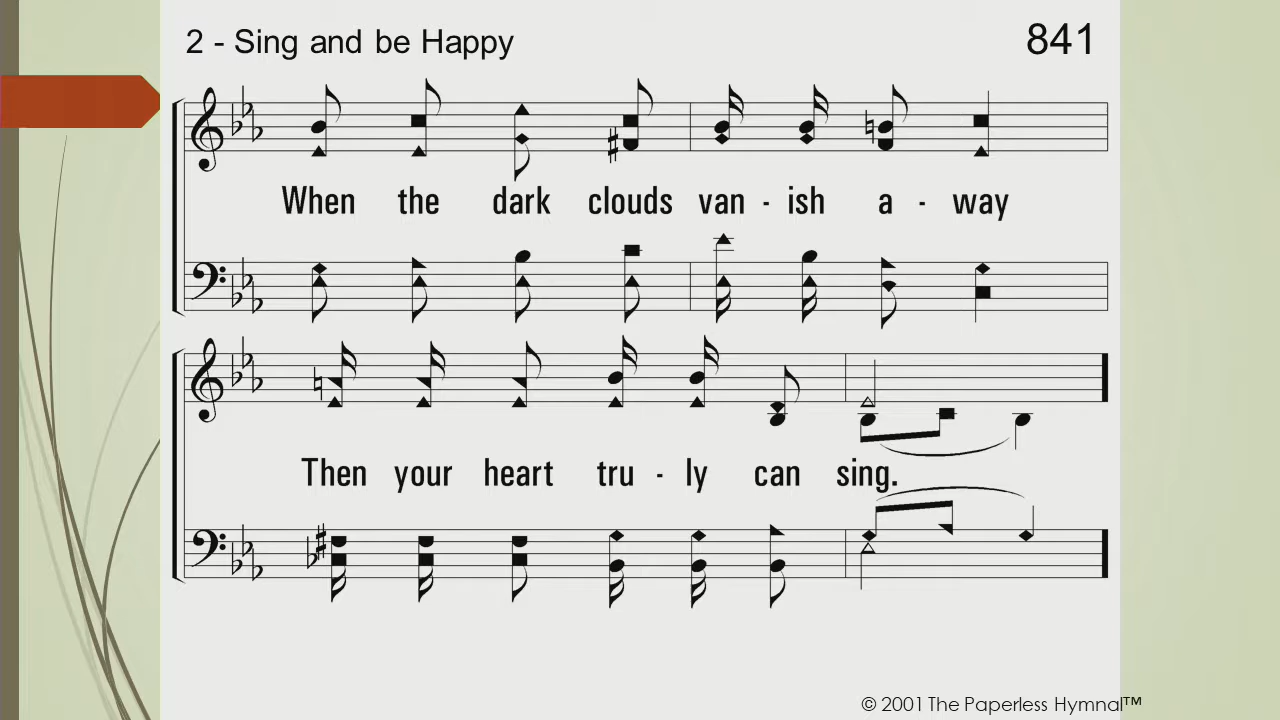 2 - Sing and be Happy 841
When the dark clouds van - ish a - way
Then your heart tru - ly can sing.
© 2001 The Paperless Hymnal™